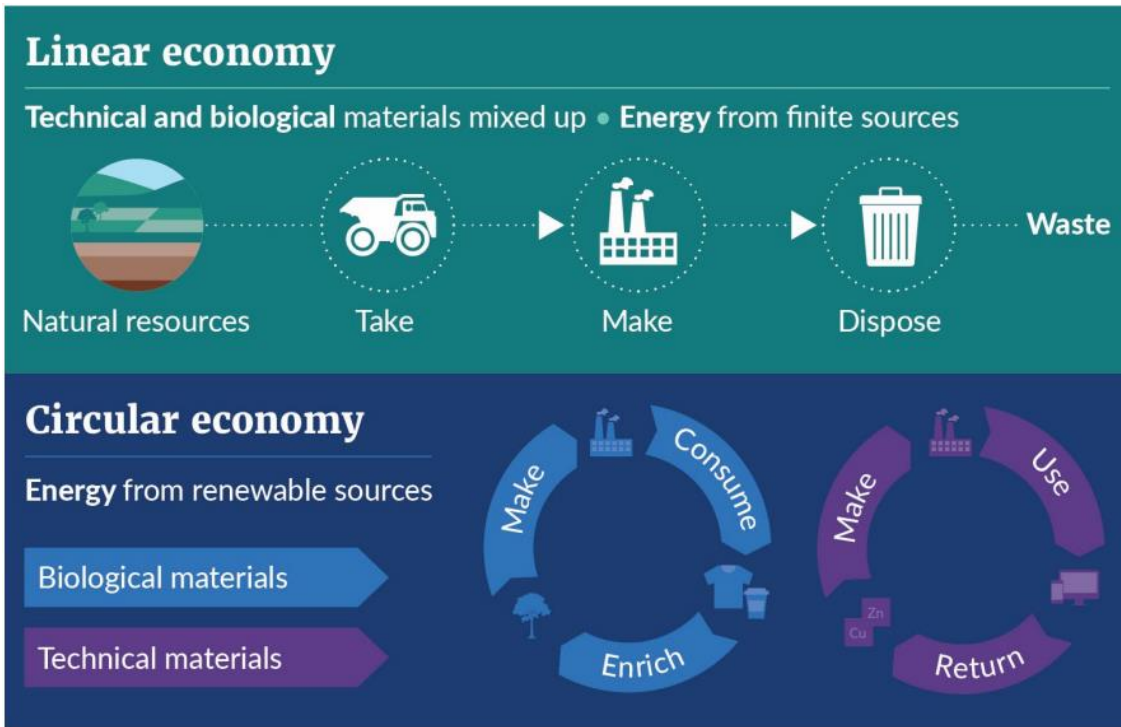 Linear economy
Technical and biological materials mixed up • Energy from finite sources
Waste
Natural resources
Take
Make
Dispose
Circular economy
Energy from renewable sources
Biological materials
Technical materials
Make
Consume
Enrich
Make
Use
Return
Zn
Cu